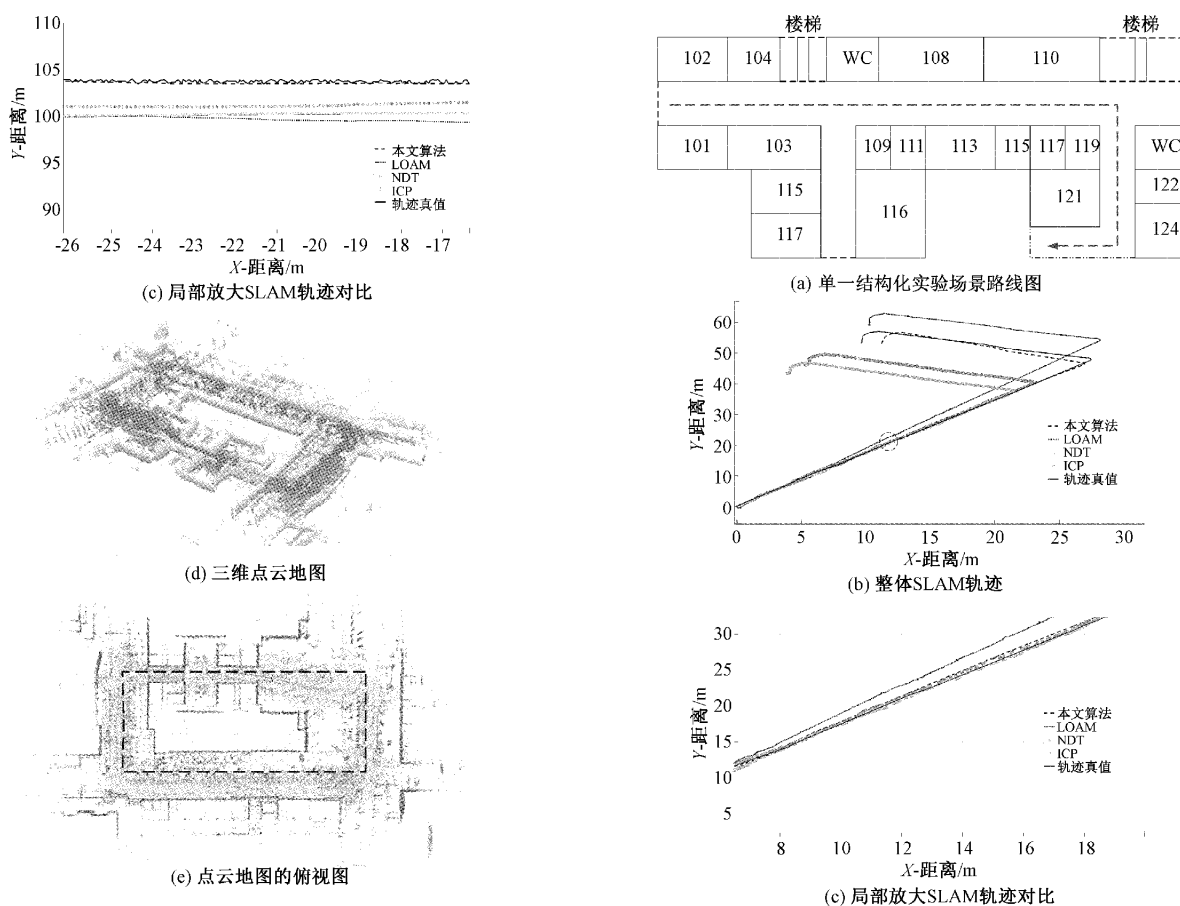 110
105
100
95
90
Y-距离/m
本文算法
LOAM
NDT
ICP
轨迹真值
-26 -25 -24 -23 -22 -21 -20 -19 -18 -17
X-距离/m
(c) 局部放大SLAM轨迹对比
(d) 三维点云地图
(e) 点云地图的俯视图
楼梯 楼梯
102 104 WC 108 110
101 103 109 111 113 115 117 119 WC
115 116 121 122
117 124
(a) 单一结构化实验场景路线图
60
50
40
30
20
10
0
Y-距离/m
本文算法
LOAM
NDT
ICP
轨迹真值
0 5 10 15 20 25 30
X-距离/m
(b) 整体SLAM轨迹
30
25
20
15
10
5
Y-距离/m
本文算法
LOAM
NDT
ICP
轨迹真值
8 10 12 14 16 18
X-距离/m
(c) 局部放大SLAM轨迹对比